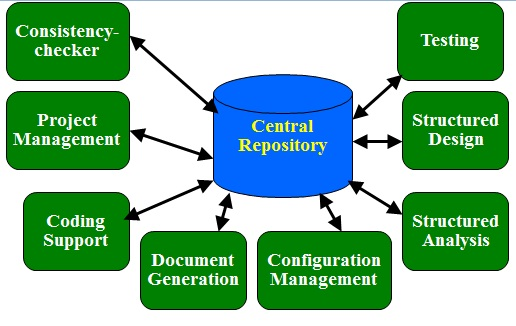 Consistency-
checker
Testing
Central
Repository
Project
Management
Structured
Design
Coding
Support
Structured
Analysis
Document
Generation
Configuration
Management